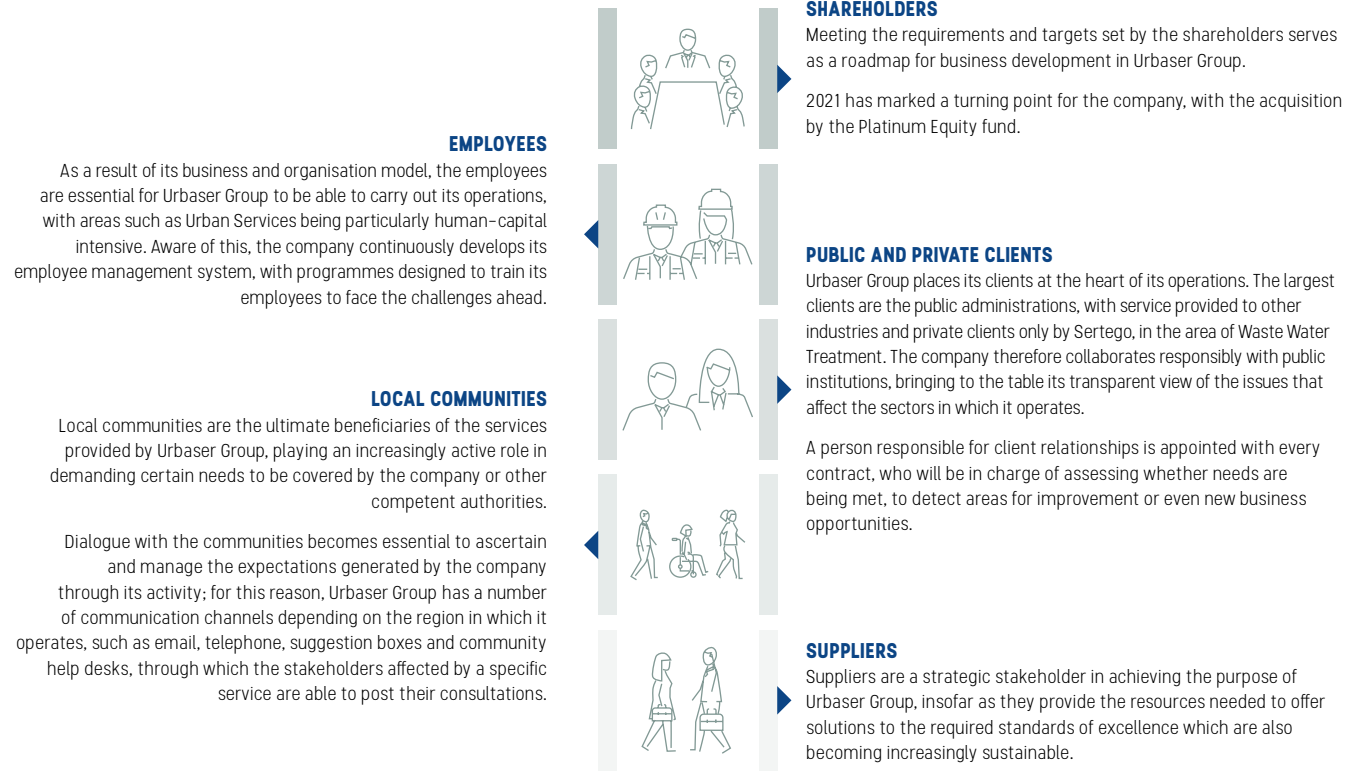 SHAREHOLDERS
Meeting the requirements and targets set by the shareholders serves
as a roadmap for business development in Urbaser Group.
2021 has marked a turning point for the company, with the acquisition
by the Platinum Equity fund.
EMPLOYEES
As a result of its business and organisation model, the employees
are essential for Urbaser Group to be able to carry out its operations,
with areas such as Urban Services being particularly human-capital
intensive. Aware of this, the company continuously develops its
employee management system, with programmes designed to train its
employees to face the challenges ahead.
PUBLIC AND PRIVATE CLIENTS
Urbaser Group places its clients at the heart of its operations. The largest
clients are the public administrations, with service provided to other
industries and private clients only by Sertego, in the area of Waste Water
Treatment. The company therefore collaborates responsibly with public
institutions, bringing to the table its transparent view of the issues that
affect the sectors in which it operates.
A person responsible for client relationships is appointed with every
contract, who will be in charge of assessing whether needs are
being met, to detect areas for improvement or even new business
opportunities.
LOCAL COMMUNITIES
Local communities are the ultimate beneficiaries of the services
provided by Urbaser Group, playing an increasingly active role in
demanding certain needs to be covered by the company or other
competent authorities.
Dialogue with the communities becomes essential to ascertain
and manage the expectations generated by the company
through its activity; for this reason, Urbaser Group has a number
of communication channels depending on the region in which it
operates, such as email, telephone, suggestion boxes and community
help desks, through which the stakeholders affected by a specific
service are able to post their consultations.
SUPPLIERS
Suppliers are a strategic stakeholder in achieving the purpose of
Urbaser Group, insofar as they provide the resources needed to offer
solutions to the required standards of excellence which are also
becoming increasingly sustainable.